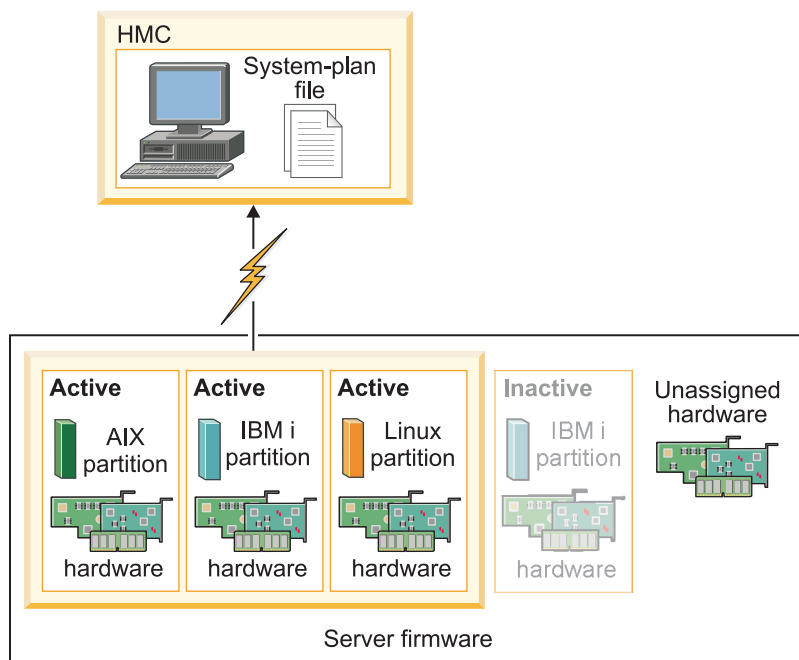 HMC
System-plan
file
Active
AIX
partition
hardware
Active
IBM i
partition
hardware
Active
Linux
partition
hardware
Inactive
IBM i
partition
hardware
Unassigned
hardware
Server firmware